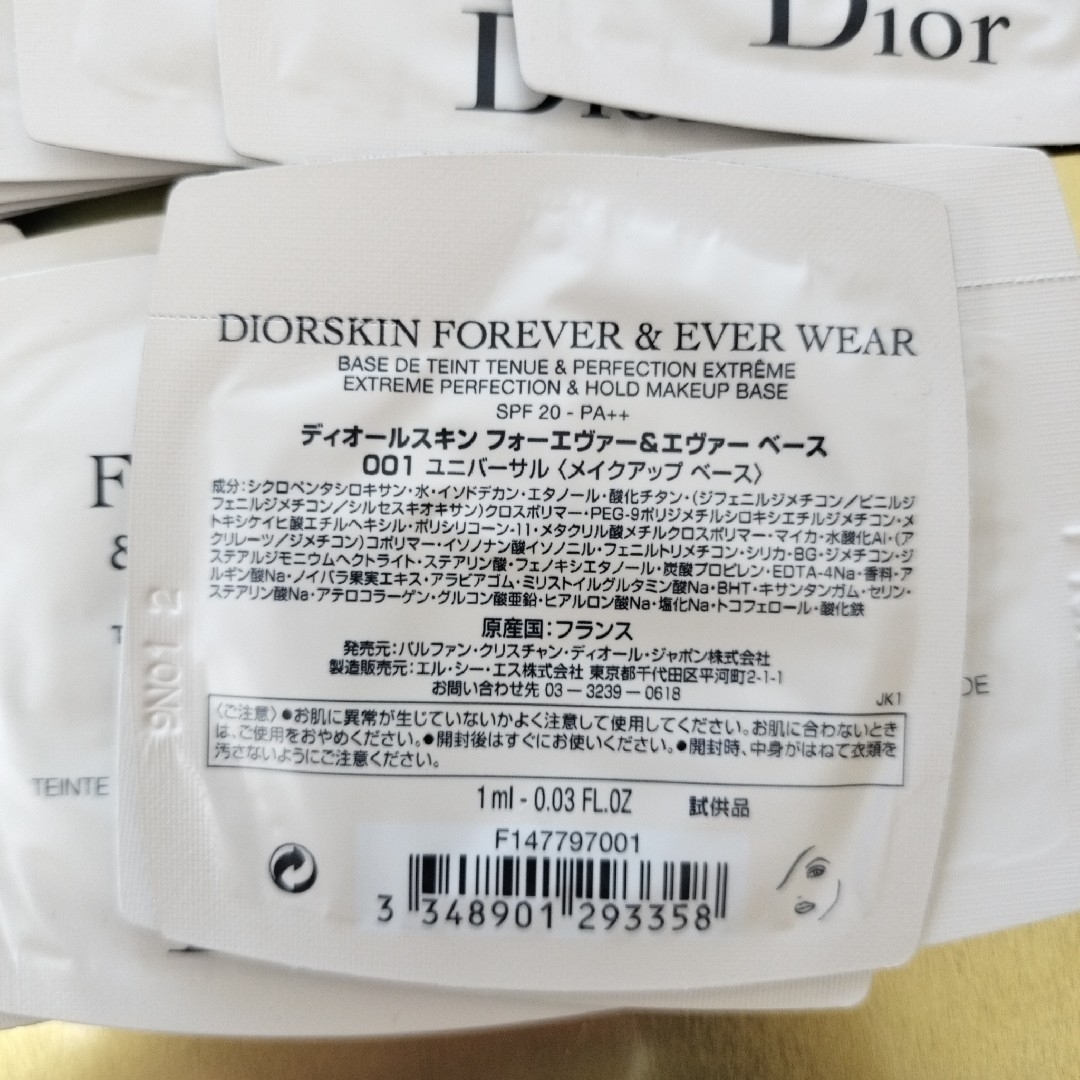 Dior
DIORSKIN FOREVER & EVER WEAR
BASE DE TEINT TENUE & PERFECTION EXTRÊME
EXTREME PERFECTION & HOLD MAKEUP BASE
SPF 20 - PA++
ディオールスキン フォーエヴァー&エヴァー ベース
001 ユニバーサル〈メイクアップ ベース〉
成分:シクロペンタシロキサン・水・イソドデカン・エタノール・酸化チタン・(ジフェニルジメチコン/ビニルジ
フェニルジメチコン/シルセスキオキサン)クロスポリマー・PEG-9ポリジメチルシロキシエチルジメチコン・メ
トキシケイヒ酸エチルヘキシル・ポリシリコーン-11・メタクリル酸メチルクロスポリマー・マイカ・水酸化Al・(ア
クリレーツ/ジメチコン)コポリマー・イソノナン酸イソノニル・フェニルトリメチコン・シリカ・BG・ジメチコン・ジ
ステアルジモニウムヘクトライト・ステアリン酸・フェノキシエタノール・炭酸プロピレン・EDTA-4Na・香料・ア
ルギン酸Na・ノイバラ果実エキス・アラビアゴム・ミリストイルグルタミン酸Na・BHT・キサンタンガム・セリン・
ステアリン酸Na・アテロコラーゲン・グルコン酸亜鉛・ヒアルロン酸Na・塩化Na・トコフェロール・酸化鉄
原産国:フランス
発売元:パルファン・クリスチャン・ディオール・ジャポン株式会社
製造販売元:エル・シー・エス株式会社 東京都千代田区平河町2-1-1
お問い合わせ先 03-3239-0618
JK1
〈ご注意〉●お肌に異常が生じていないかよく注意して使用してください。お肌に合わないとき
は、ご使用をおやめください。●開封後はすぐにお使いください。●開封時、中身がはねて衣類を
汚さないようにご注意ください。
1 ml - 0.03 FL.OZ 試供品
F147797001
3 348901 293358
9N01 2
F
&
TEINTE
DE